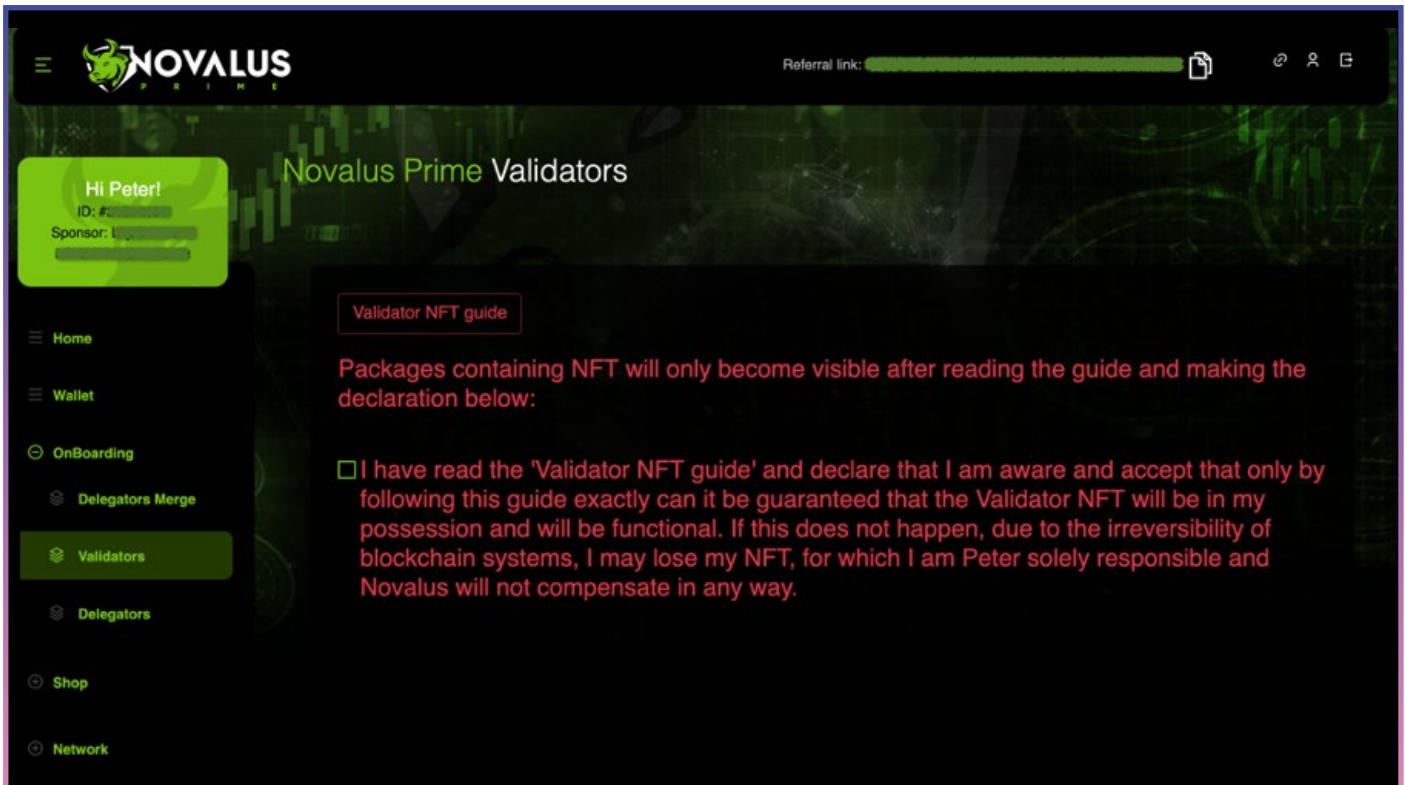 NOVALUS
PRIME
Referral link:
Hi Peter!
ID: #
Sponsor:
Novalus Prime Validators
Home
Wallet
OnBoarding
Delegators Merge
Validators
Delegators
Shop
Network
Validator NFT guide
Packages containing NFT will only become visible after reading the guide and making the
declaration below:
I have read the 'Validator NFT guide' and declare that I am aware and accept that only by
following this guide exactly can it be guaranteed that the Validator NFT will be in my
possession and will be functional. If this does not happen, due to the irreversibility of
blockchain systems, I may lose my NFT, for which I am Peter solely responsible and
Novalus will not compensate in any way.